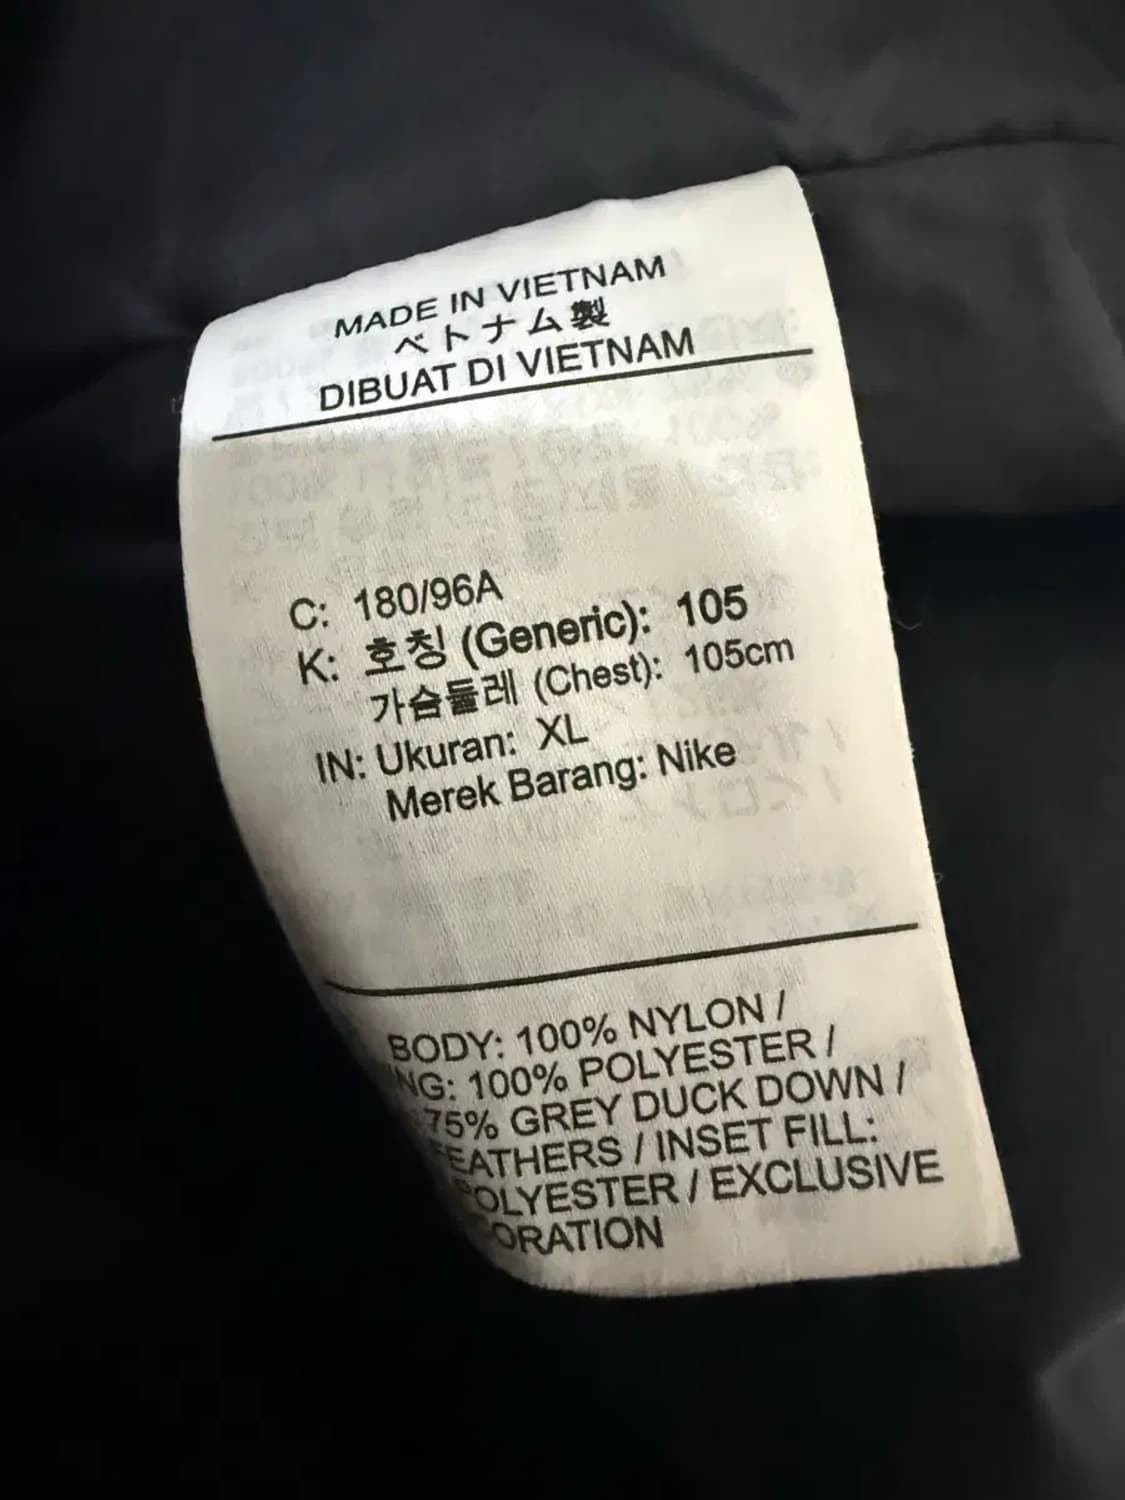 MADE IN VIETNAM
ベトナム製
DIBUAT DI VIETNAM
C: 180/96A
K: 호칭 (Generic): 105
가슴둘레 (Chest): 105cm
IN: Ukuran: XL
Merek Barang: Nike
BODY: 100% NYLON /
NG: 100% POLYESTER /
75% GREY DUCK DOWN /
FEATHERS / INSET FILL:
POLYESTER / EXCLUSIVE
ORATION